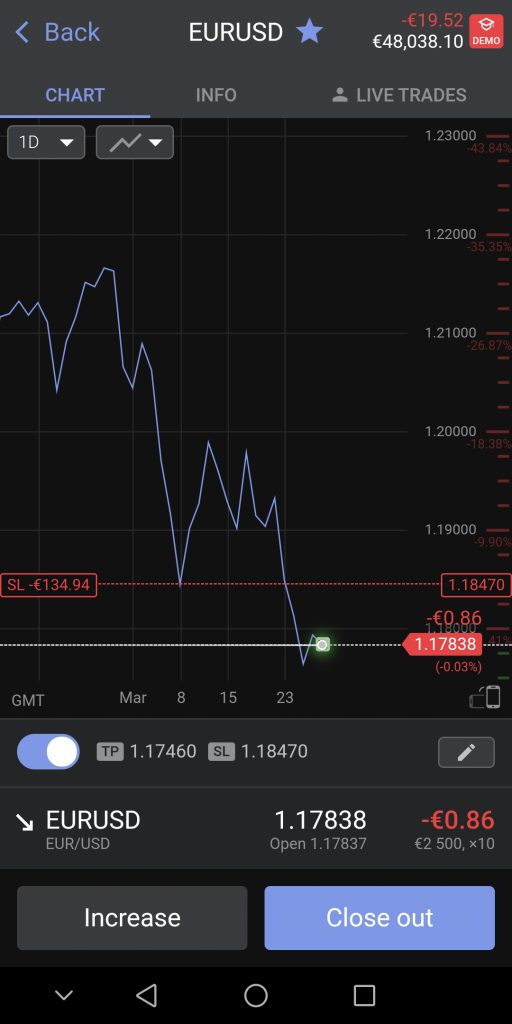 Back
EURUSD
-€19.52
€48,038.10
DEMO
CHART
INFO
LIVE TRADES
1D
1.23000
-43.84%
1.22000
-35.35%
1.21000
-26.87%
1.20000
-18.38%
1.19000
-9.90%
SL -€134.94
1.18470
-€0.86
1.18000
41%
1.17838
(-0.03%)
GMT
Mar
8
15
23
TP 1.17460 SL 1.18470
EURUSD
1.17838
-€0.86
EUR/USD
Open 1.17837
€2 500, ×10
Increase
Close out